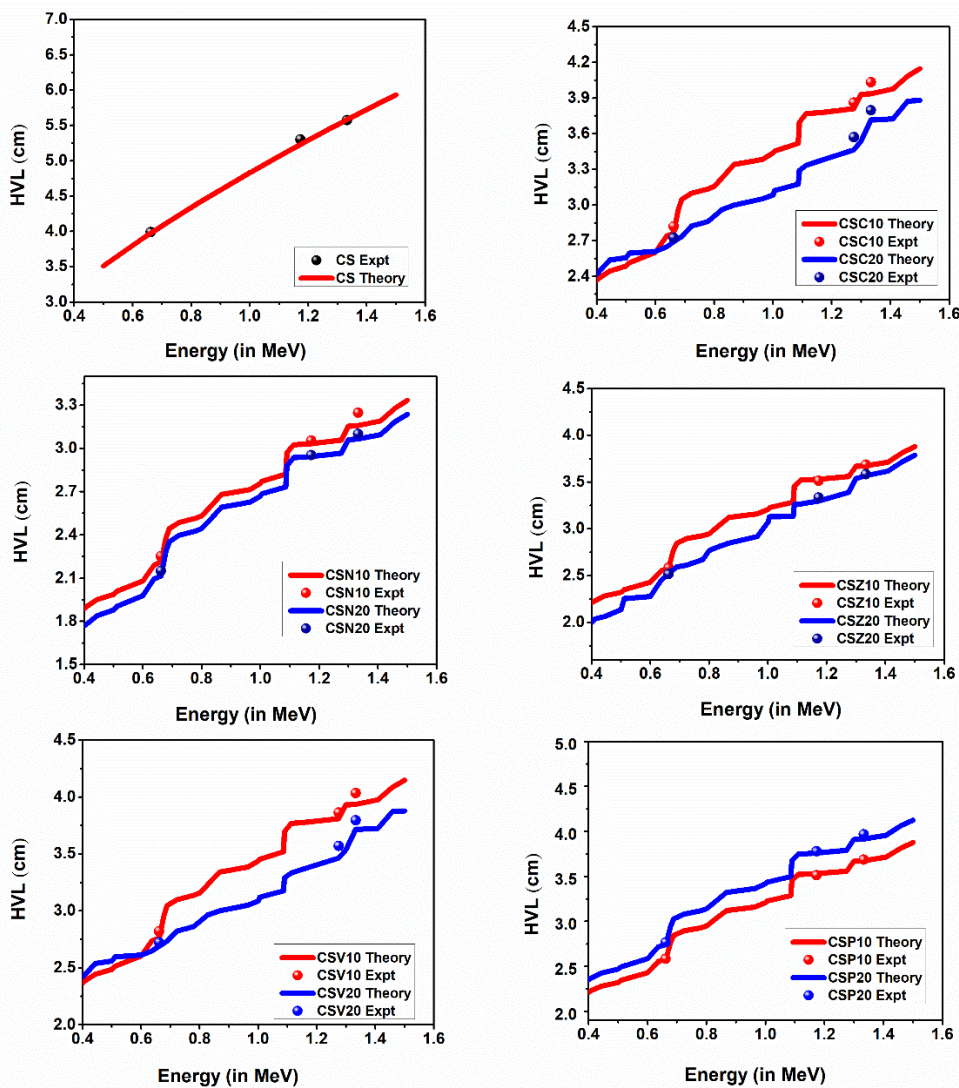 7.0
6.5
6.0
5.5
5.0
4.5
4.0
3.5
3.0
HVL (cm)
0.4 0.6 0.8 1.0 1.2 1.4 1.6
Energy (in MeV)
CS Expt
CS Theory
4.5
4.2
3.9
3.6
3.3
3.0
2.7
2.4
HVL (cm)
0.4 0.6 0.8 1.0 1.2 1.4 1.6
Energy (in MeV)
CSC10 Theory
CSC10 Expt
CSC20 Theory
CSC20 Expt
3.3
3.0
2.7
2.4
2.1
1.8
1.5
HVL (cm)
0.4 0.6 0.8 1.0 1.2 1.4 1.6
Energy (in MeV)
CSN10 Theory
CSN10 Expt
CSN20 Theory
CSN20 Expt
4.5
4.0
3.5
3.0
2.5
2.0
HVL (cm)
0.4 0.6 0.8 1.0 1.2 1.4 1.6
Energy (in MeV)
CSZ10 Theory
CSZ10 Expt
CSZ20 Theory
CSZ20 Expt
4.5
4.0
3.5
3.0
2.5
2.0
HVL (cm)
0.4 0.6 0.8 1.0 1.2 1.4 1.6
Energy (in MeV)
CSV10 Theory
CSV10 Expt
CSV20 Theory
CSV20 Expt
5.0
4.5
4.0
3.5
3.0
2.5
2.0
HVL (cm)
0.4 0.6 0.8 1.0 1.2 1.4 1.6
Energy (in MeV)
CSP10 Theory
CSP10 Expt
CSP20 Theory
CSP20 Expt